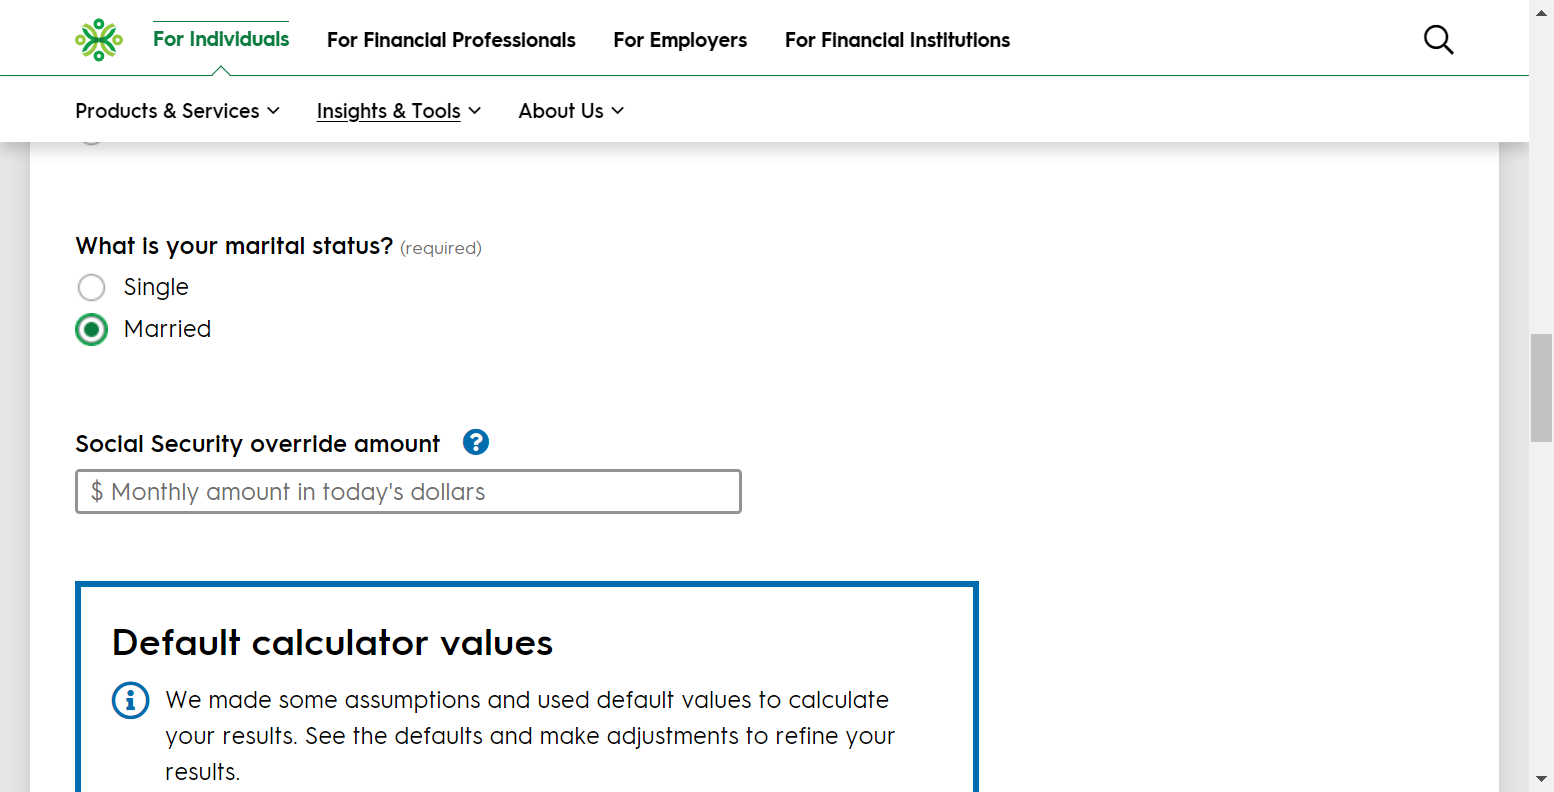 For Individuals For Financial Professionals For Employers For Financial Institutions
Products & Services Insights & Tools About Us
What is your marital status? (required)
Single
Married
Social Security override amount ?
$ Monthly amount in today's dollars
Default calculator values
We made some assumptions and used default values to calculate
your results. See the defaults and make adjustments to refine your
results.